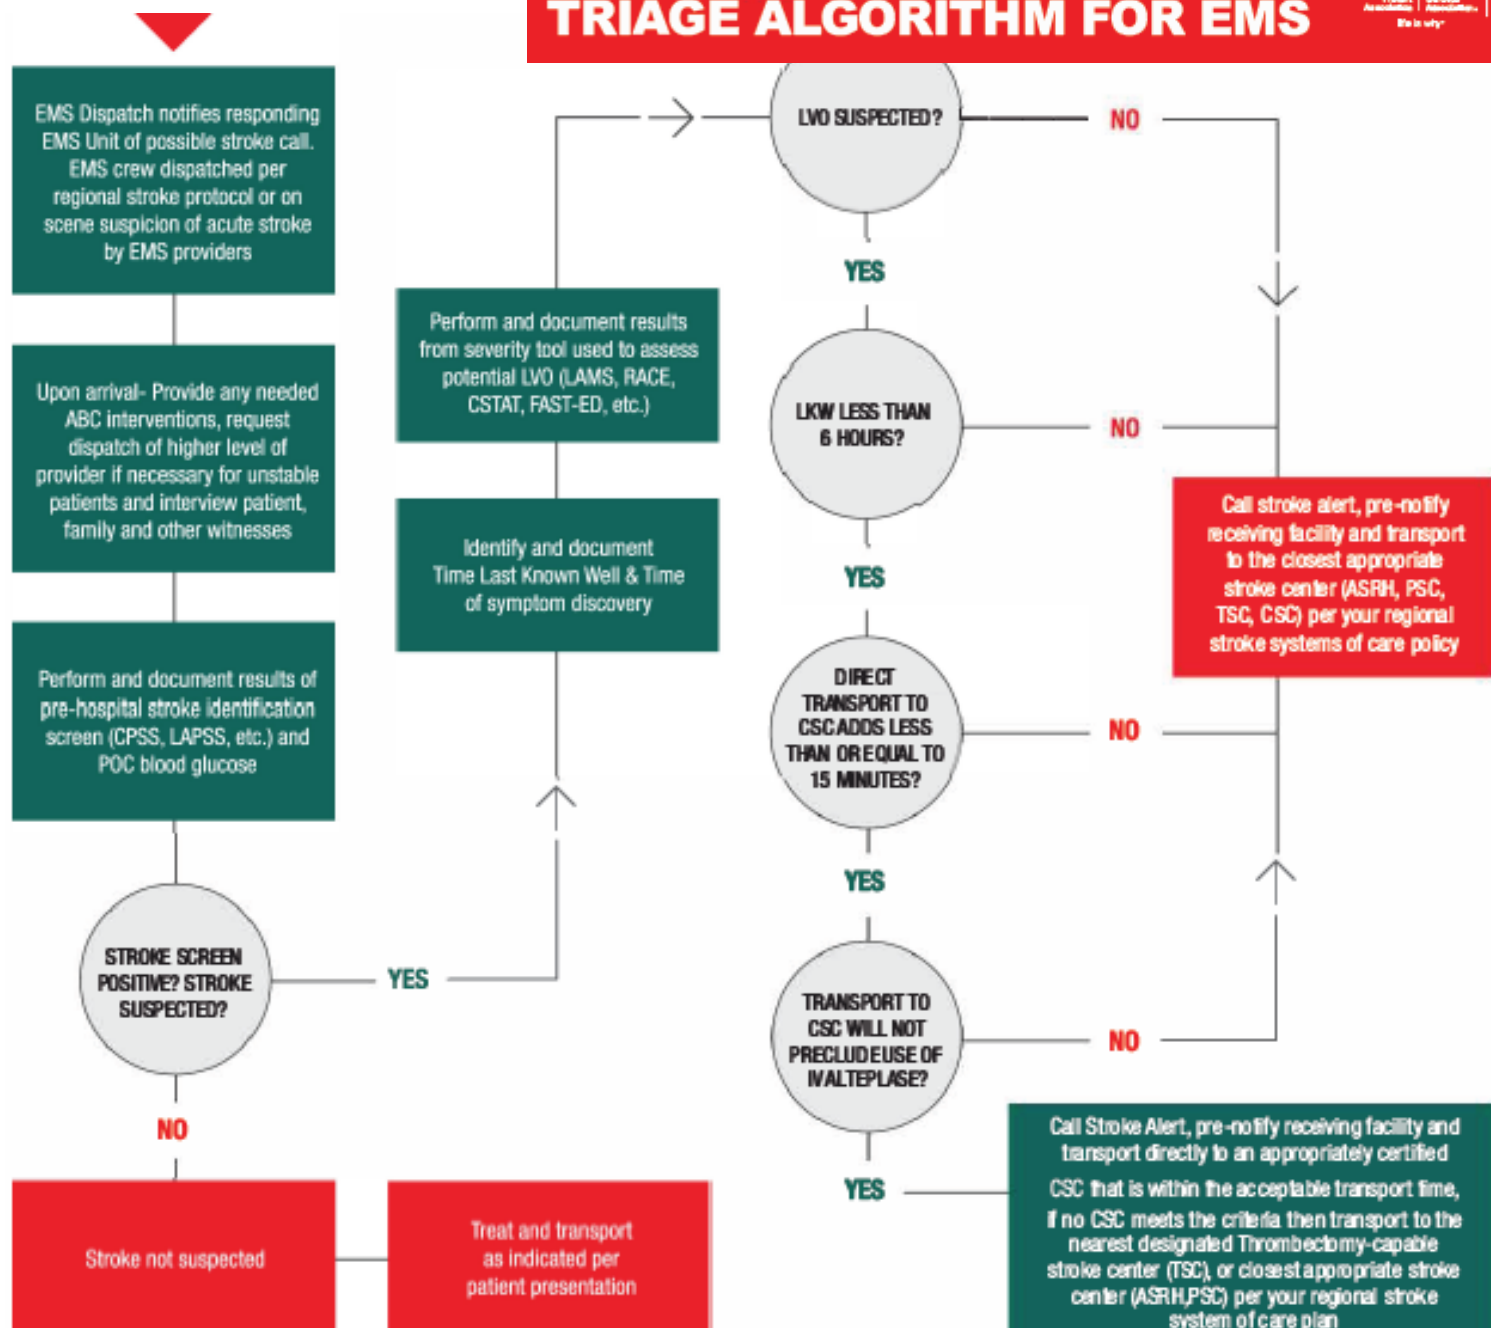 TRIAGE ALGORITHM FOR EMS
Association
Association.
life is why™
EMS Dispatch notifies responding
EMS Unit of possible stroke call.
EMS crew dispatched per
regional stroke protocol or on
scene suspicion of acute stroke
by EMS providers
Upon arrival- Provide any needed
ABC interventions, request
dispatch of higher level of
provider if necessary for unstable
patients and interview patient,
family and other witnesses
Perform and document results of
pre-hospital stroke identification
screen (CPSS, LAPSS, etc.) and
POC blood glucose
STROKE SCREEN
POSITIVE? STROKE
SUSPECTED?
YES
NO
Stroke not suspected
Treat and transport
as indicated per
patient presentation
Identify and document
Time Last Known Well & Time
of symptom discovery
Perform and document results
from severity tool used to assess
potential LVO (LAMS, RACE,
CSTAT, FAST-ED, etc.)
LVO SUSPECTED?
NO
YES
LKW LESS THAN
6 HOURS?
NO
YES
DIRECT
TRANSPORT TO
CSC ADDS LESS
THAN OR EQUAL TO
15 MINUTES?
NO
YES
TRANSPORT TO
CSC WILL NOT
PRECLUDE USE OF
IV ALTEPLASE?
NO
YES
Call stroke alert, pre-notify
receiving facility and transport
to the closest appropriate
stroke center (ASRH, PSC,
TSC, CSC) per your regional
stroke systems of care policy
Call Stroke Alert, pre-notify receiving facility and
transport directly to an appropriately certified
CSC that is within the acceptable transport time,
if no CSC meets the criteria then transport to the
nearest designated Thrombectomy-capable
stroke center (TSC), or closest appropriate stroke
center (ASRH,PSC) per your regional stroke
system of care plan